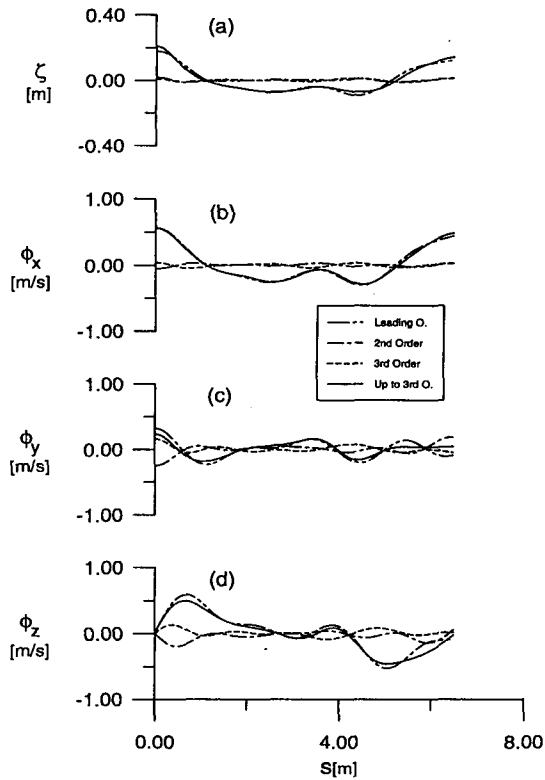 (a)
0.40
0.00
-0.40
ζ
[m]
(b)
1.00
0.00
-1.00
ϕx
[m/s]
Leading O.
2nd Order
3rd Order
Up to 3rd O.
(c)
1.00
0.00
-1.00
ϕy
[m/s]
(d)
1.00
0.00
-1.00
ϕz
[m/s]
0.00
4.00
8.00
S[m]